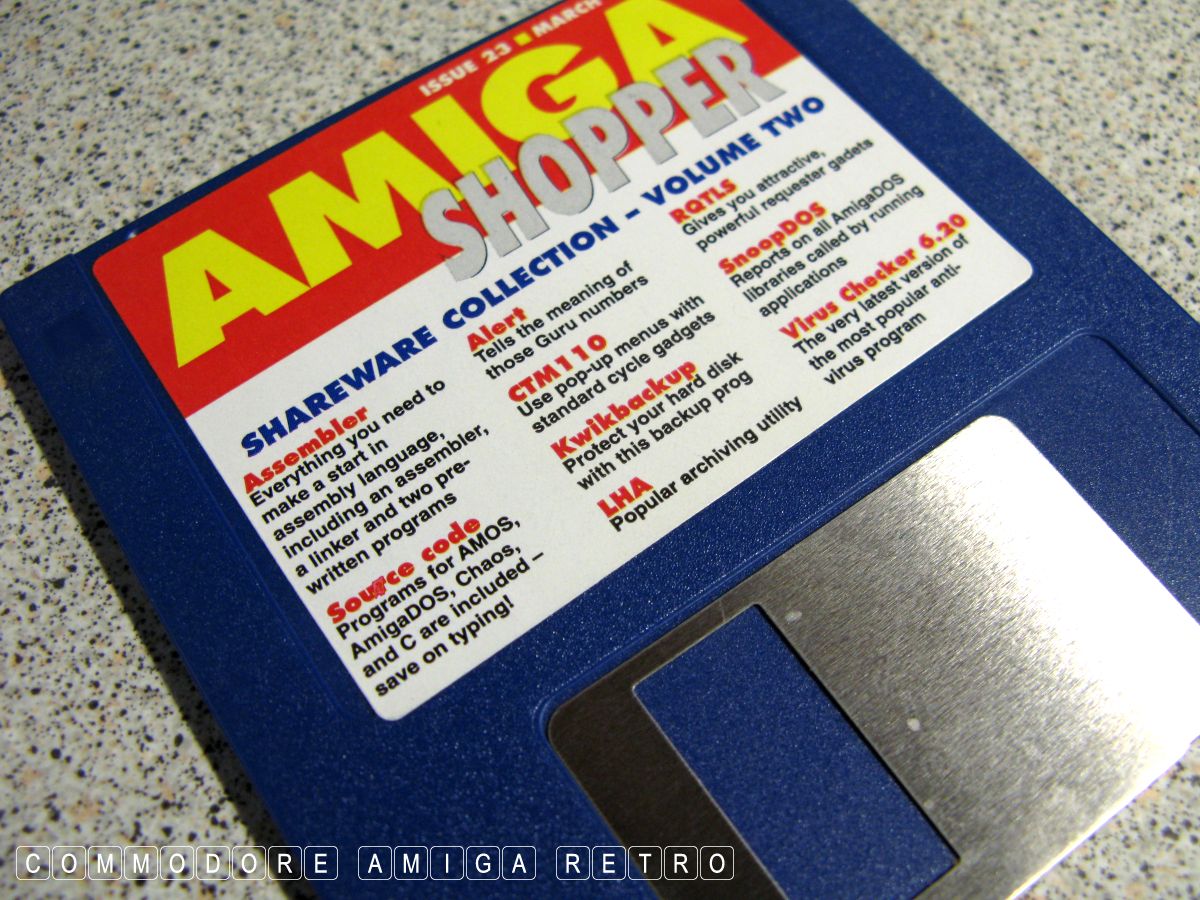 ISSUE 23 ■ MARCH
AMIGA
SHOPPER
SHAREWARE COLLECTION – VOLUME TWO
Assembler
Everything you need to
make a start in
assembly language,
including an assembler,
a linker and two pre-
written programs
Source code
Programs for AMOS,
AmigaDOS, Chaos,
and C are included –
save on typing!
Alert
Tells the meaning of
those Guru numbers
CTM110
Use pop-up menus with
standard cycle gadgets
Kwikbackup
Protect your hard disk
with this backup prog
LHA
Popular archiving utility
RQTLS
Gives you attractive,
powerful requester gadets
SnoopDOS
Reports on all AmigaDOS
libraries called by running
applications
Virus Checker 6.20
The very latest version of
the most popular anti-
virus program
COMMODORE AMIGA RETRO